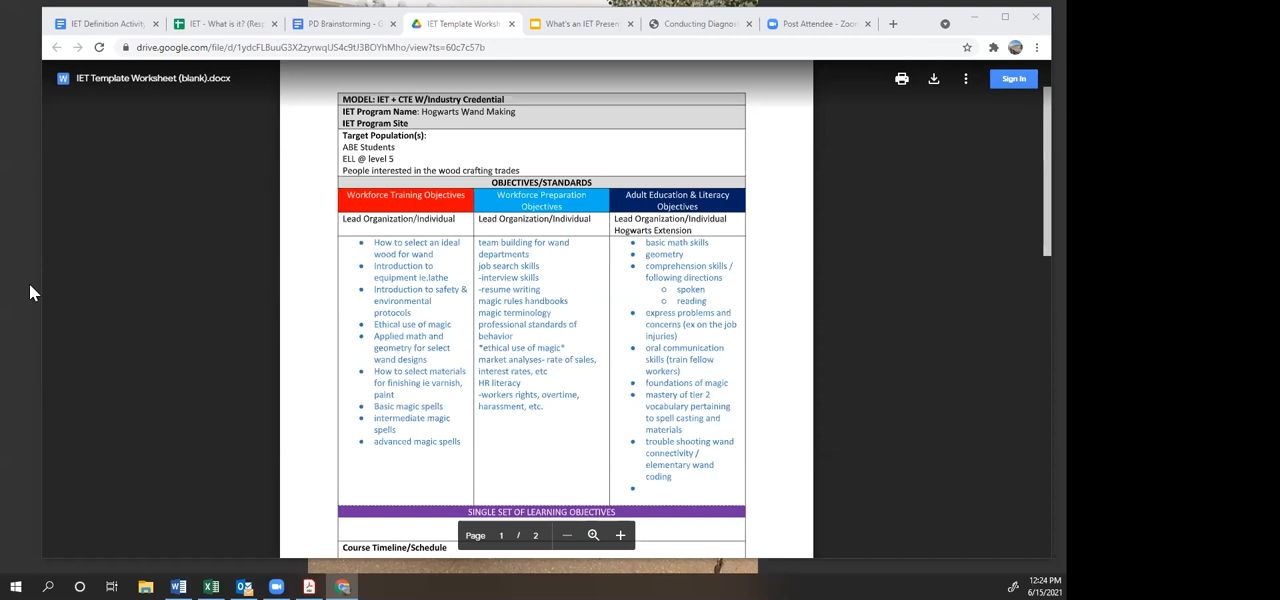 IET Definition Activity
IET - What is it? (Resp
PD Brainstorming - G
IET Template Worksh
What's an IET Present
Conducting Diagnost
Post Attendee - Zoom
drive.google.com/file/d/1ydcFLBuuG3X2zyrwqUS4c9tJ3BOYhMho/view?ts=60c7c57b
W
IET Template Worksheet (blank).docx
Sign In
MODEL: IET + CTE W/Industry Credential
IET Program Name: Hogwarts Wand Making
IET Program Site
Target Population(s):
ABE Students
ELL @ level 5
People interested in the wood crafting trades
OBJECTIVES/STANDARDS
Workforce Training Objectives
Workforce Preparation
Objectives
Adult Education & Literacy
Objectives
Lead Organization/Individual
Lead Organization/Individual
Lead Organization/Individual
Hogwarts Extension
• How to select an ideal
wood for wand
• Introduction to
equipment ie.lathe
• Introduction to safety &
environmental
protocols
• Ethical use of magic
• Applied math and
geometry for select
wand designs
• How to select materials
for finishing ie varnish,
paint
• Basic magic spells
• intermediate magic
spells
• advanced magic spells
team building for wand
departments
job search skills
-interview skills
-resume writing
magic rules handbooks
magic terminology
professional standards of
behavior
*ethical use of magic*
market analyses- rate of sales,
interest rates, etc
HR literacy
-workers rights, overtime,
harassment, etc.
• basic math skills
• geometry
• comprehension skills /
following directions
○ spoken
○ reading
• express problems and
concerns (ex on the job
injuries)
• oral communication
skills (train fellow
workers)
• foundations of magic
• mastery of tier 2
vocabulary pertaining
to spell casting and
materials
• trouble shooting wand
connectivity /
elementary wand
coding
•
SINGLE SET OF LEARNING OBJECTIVES
Page 1 / 2
Course Timeline/Schedule
12:24 PM
6/15/2021